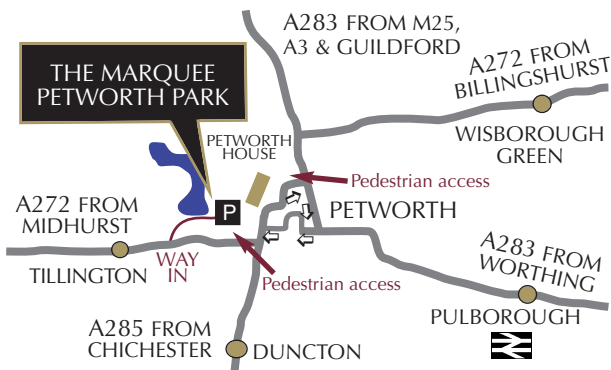 A283 FROM M25,
A3 & GUILDFORD
A272 FROM
BILLINGSHURST
THE MARQUEE
PETWORTH PARK
WISBOROUGH
GREEN
PETWORTH
HOUSE
Pedestrian access
A272 FROM
MIDHURST
P
PETWORTH
WAY
IN
TILLINGTON
Pedestrian access
A283 FROM
WORTHING
PULBOROUGH
A285 FROM
CHICHESTER
DUNCTON